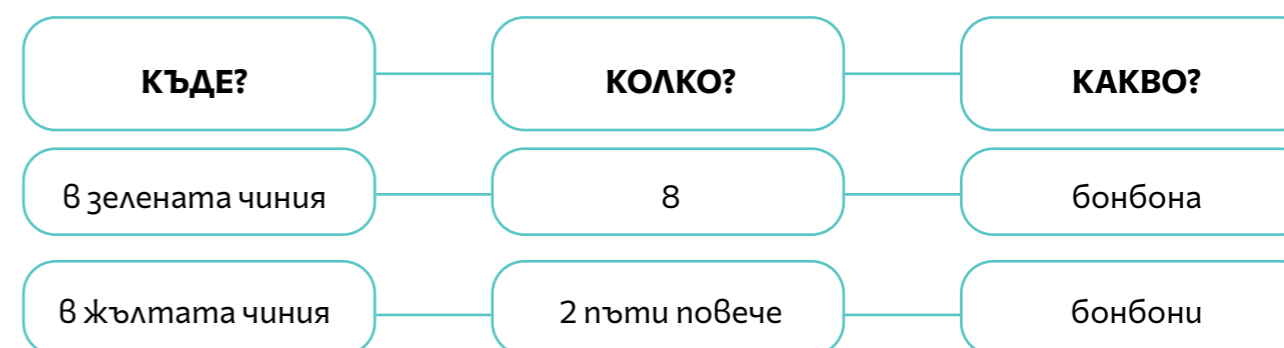 КЪДЕ? КОЛКО? КАКВО?
в зелената чиния 8 бонбона
в жълтата чиния 2 пъти повече бонбони